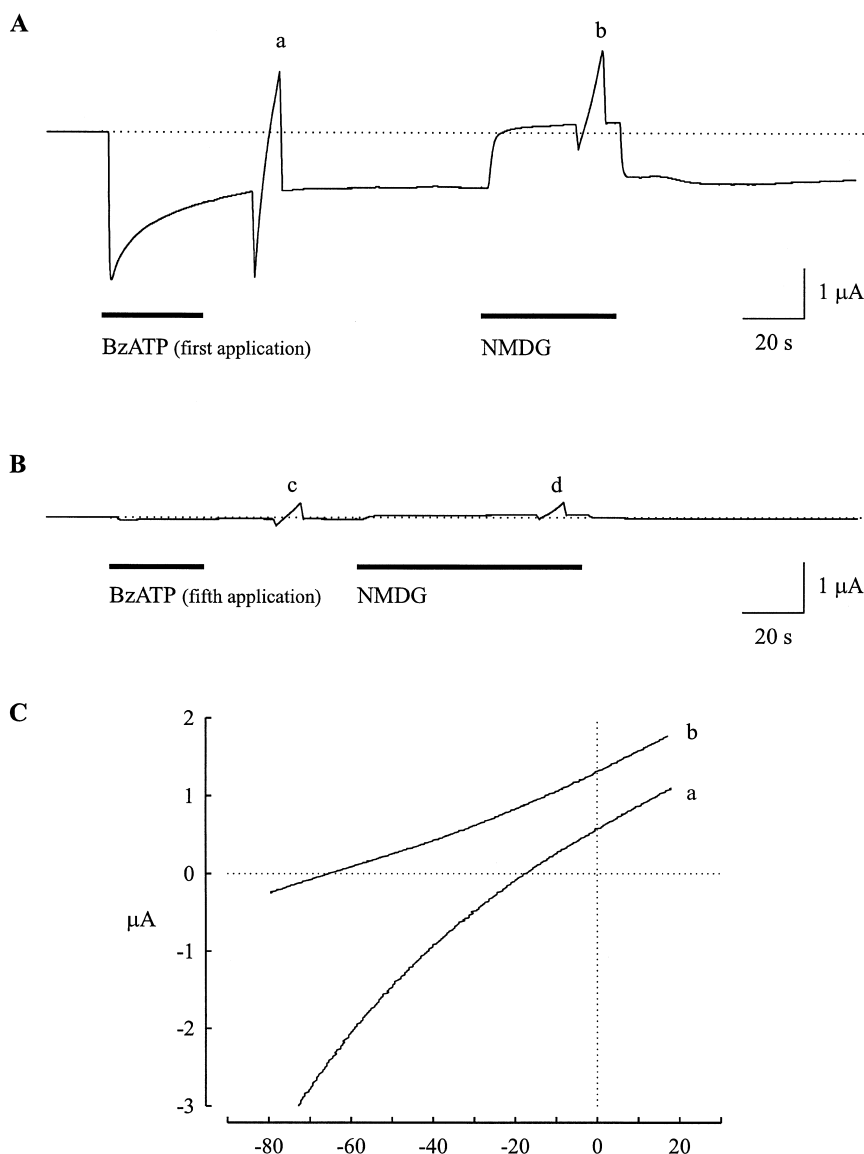 A
a
b
1 μA
BzATP (first application)
NMDG
20 s
B
c
d
1 μA
BzATP (fifth application)
NMDG
20 s
C
2
b
1
a
0
μA
-1
-2
-3
-80 -60 -40 -20 0 20